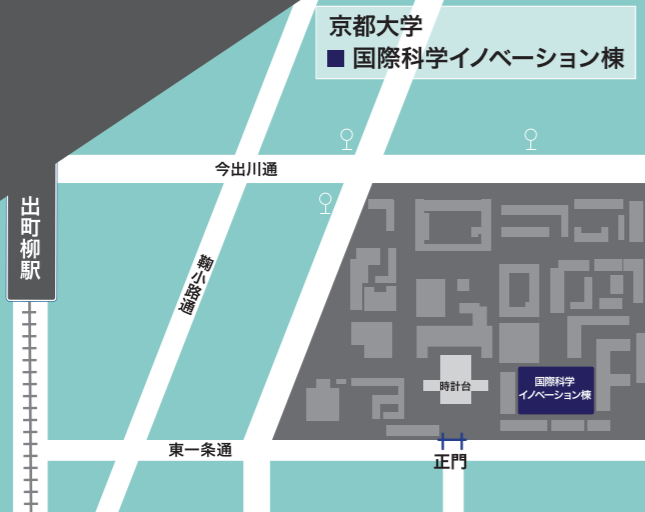 京都大学
■ 国際科学イノベーション棟
今出川通
出町柳駅
鞠小路通
時計台
国際科学
イノベーション棟
東一条通
正門